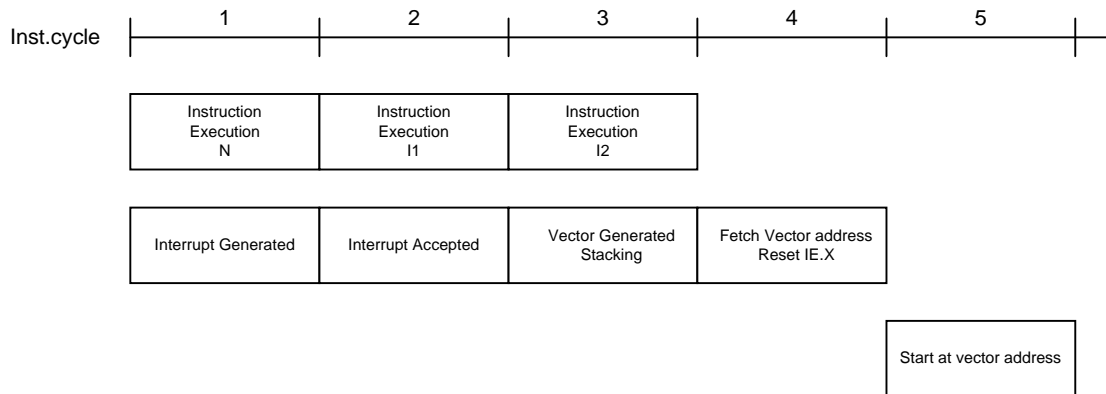 1 2 3 4 5
Inst.cycle
Instruction
Execution
N
Instruction
Execution
I1
Instruction
Execution
I2
Interrupt Generated
Interrupt Accepted
Vector Generated
Stacking
Fetch Vector address
Reset IE.X
Start at vector address